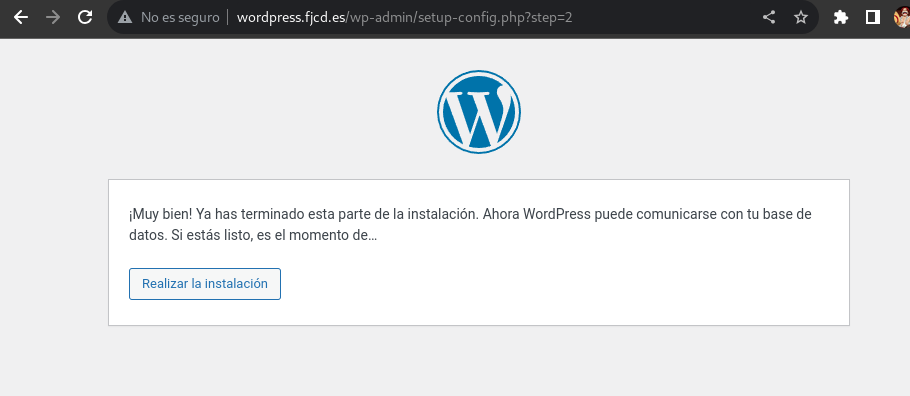 No es seguro
wordpress.fjcd.es/wp-admin/setup-config.php?step=2
¡Muy bien! Ya has terminado esta parte de la instalación. Ahora WordPress puede comunicarse con tu base de
datos. Si estás listo, es el momento de…
Realizar la instalación